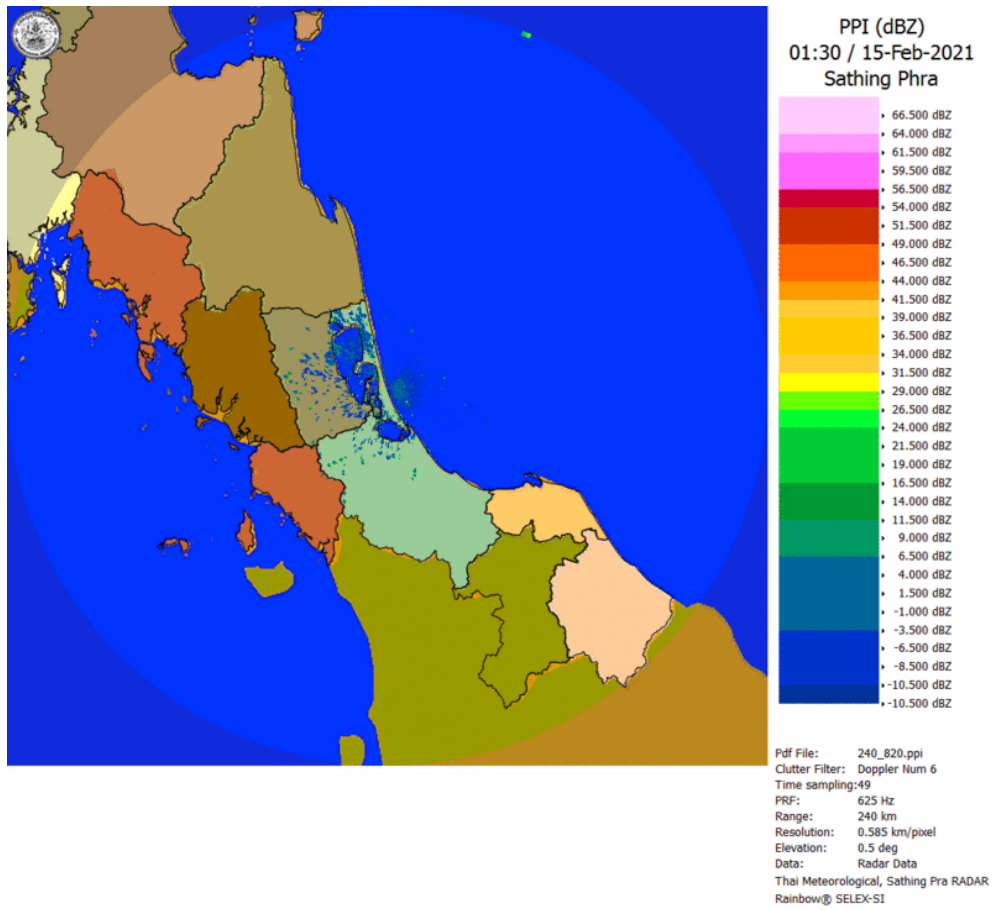 PPI (dBZ)
01:30 / 15-Feb-2021
Sathing Phra
66.500 dBZ
64.000 dBZ
61.500 dBZ
59.500 dBZ
56.500 dBZ
54.000 dBZ
51.500 dBZ
49.000 dBZ
46.500 dBZ
44.000 dBZ
41.500 dBZ
39.000 dBZ
36.500 dBZ
34.000 dBZ
31.500 dBZ
29.000 dBZ
26.500 dBZ
24.000 dBZ
21.500 dBZ
19.000 dBZ
16.500 dBZ
14.000 dBZ
11.500 dBZ
9.000 dBZ
6.500 dBZ
4.000 dBZ
1.500 dBZ
-1.000 dBZ
-3.500 dBZ
-6.500 dBZ
-8.500 dBZ
-10.500 dBZ
-10.500 dBZ
Pdf File: 240_820.ppi
Clutter Filter: Doppler Num 6
Time sampling:49
PRF: 625 Hz
Range: 240 km
Resolution: 0.585 km/pixel
Elevation: 0.5 deg
Data: Radar Data
Thai Meteorological, Sathing Pra RADAR
Rainbow® SELEX-SI